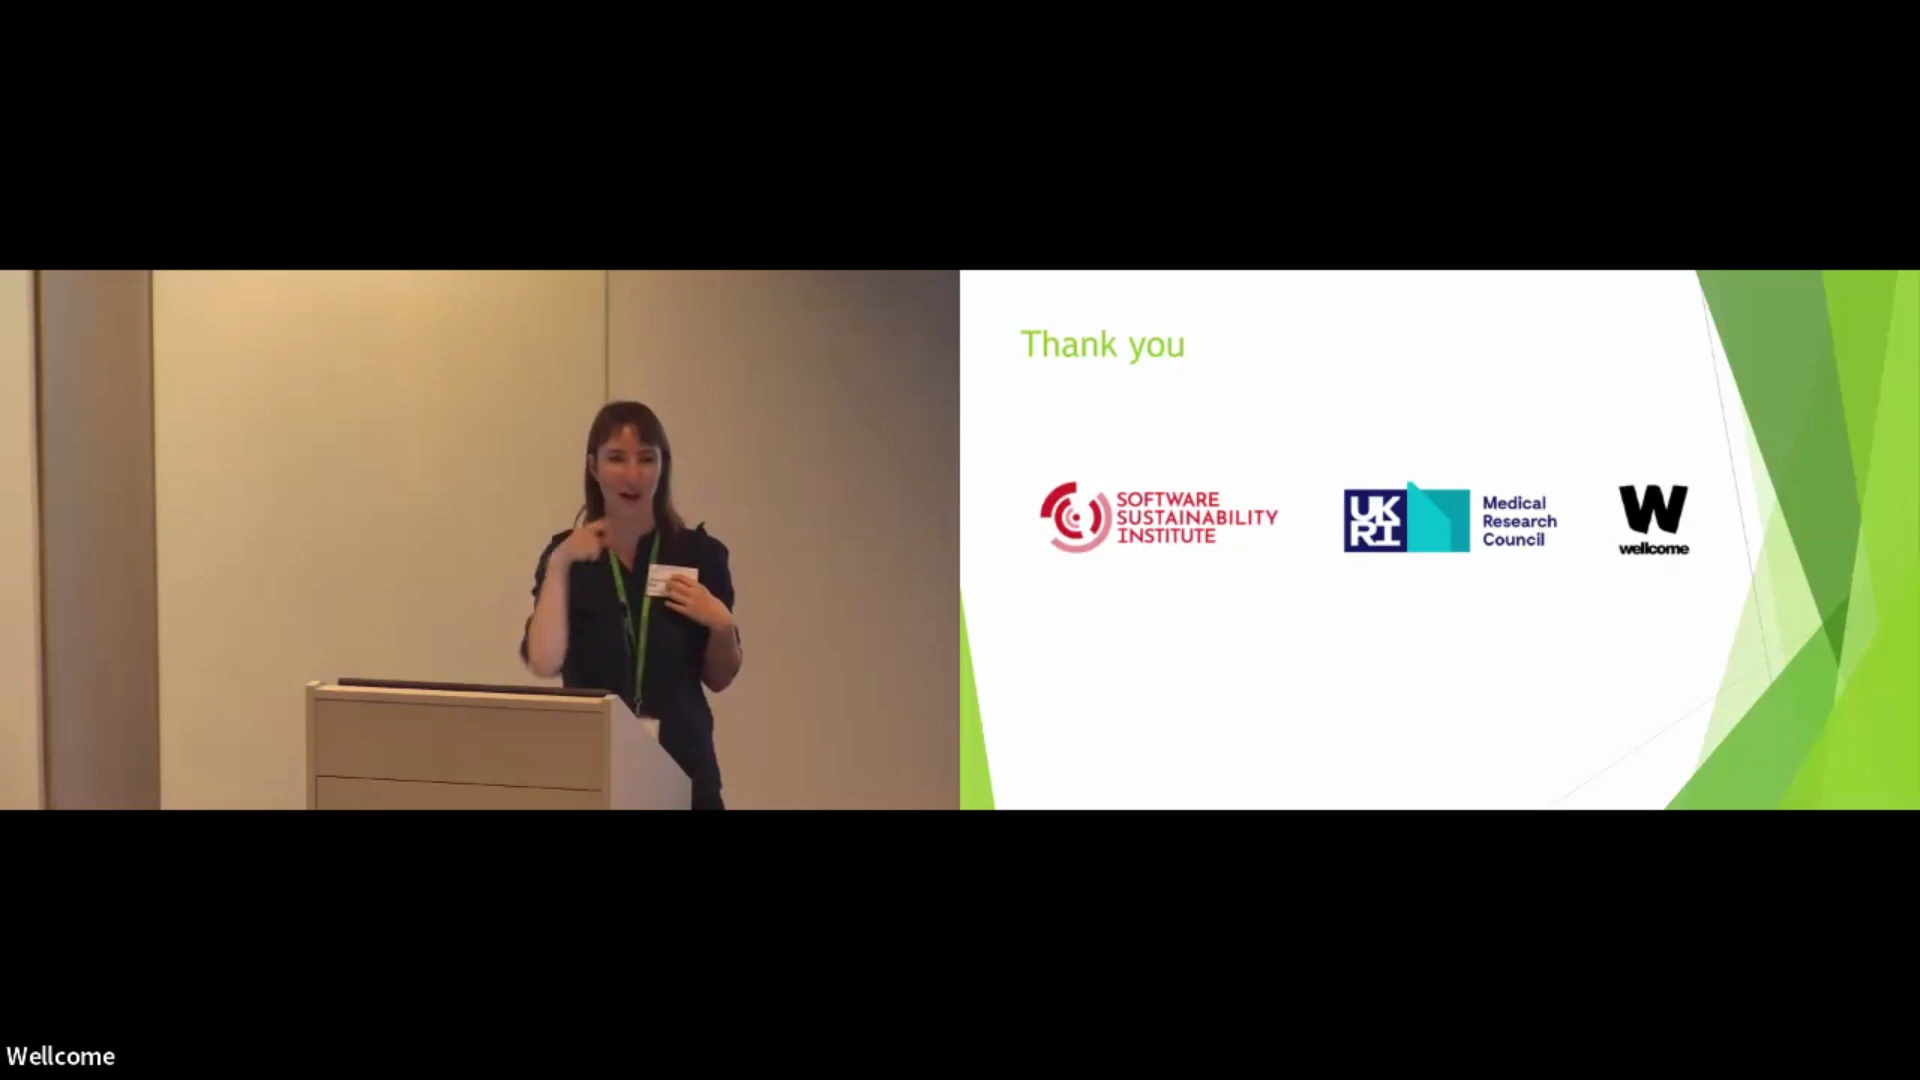 Thank you
SOFTWARE
SUSTAINABILITY
INSTITUTE
UK
RI
Medical
Research
Council
W
wellcome
Wellcome